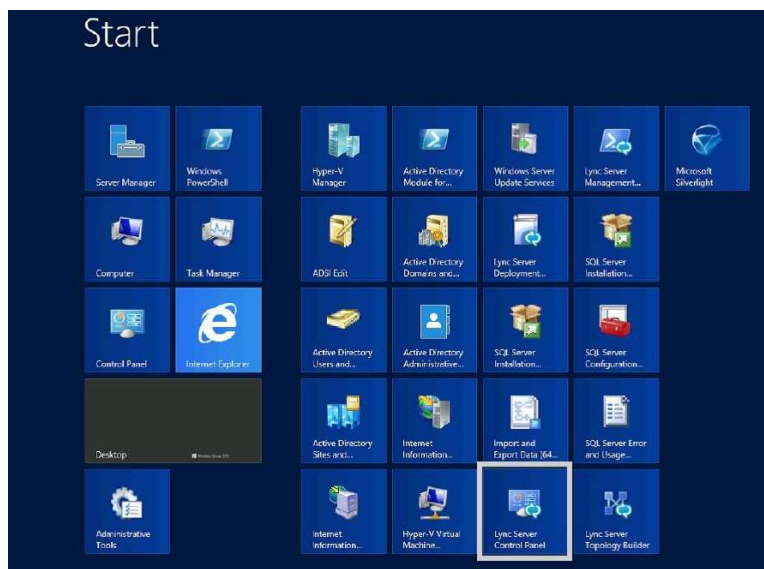 Start
Server Manager
Windows
PowerShell
Hyper-V
Manager
Active Directory
Module for...
Windows Server
Update Services
Lync Server
Management...
Microsoft
Silverlight
Computer
Task Manager
ADSI Edit
Active Directory
Domains and...
Lync Server
Deployment...
SQL Server
Installation...
Control Panel
Internet Explorer
Active Directory
Users and...
Active Directory
Administrative...
SQL Server
Installation...
SQL Server
Configuration...
Desktop
Active Directory
Sites and...
Internet
Information...
Import and
Export Data (64...
SQL Server Error
and Usage...
Administrative
Tools
Internet
Information...
Hyper-V Virtual
Machine...
Lync Server
Control Panel
Lync Server
Topology Builder